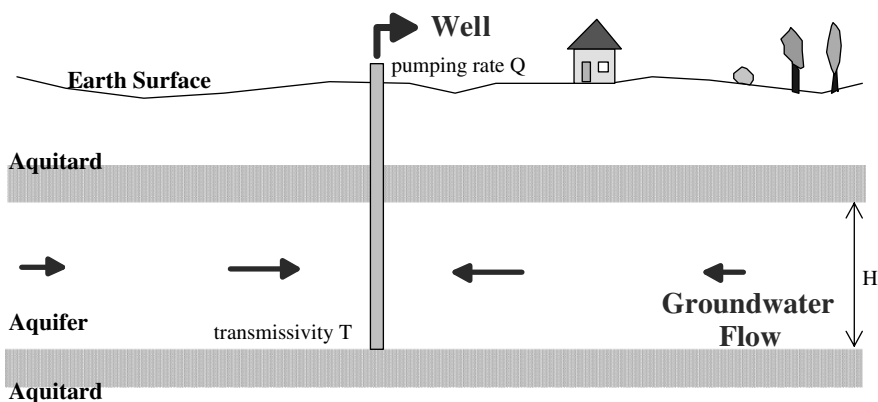 Well
pumping rate Q
Earth Surface
Aquitard
H
Groundwater
Flow
Aquifer
transmissivity T
Aquitard